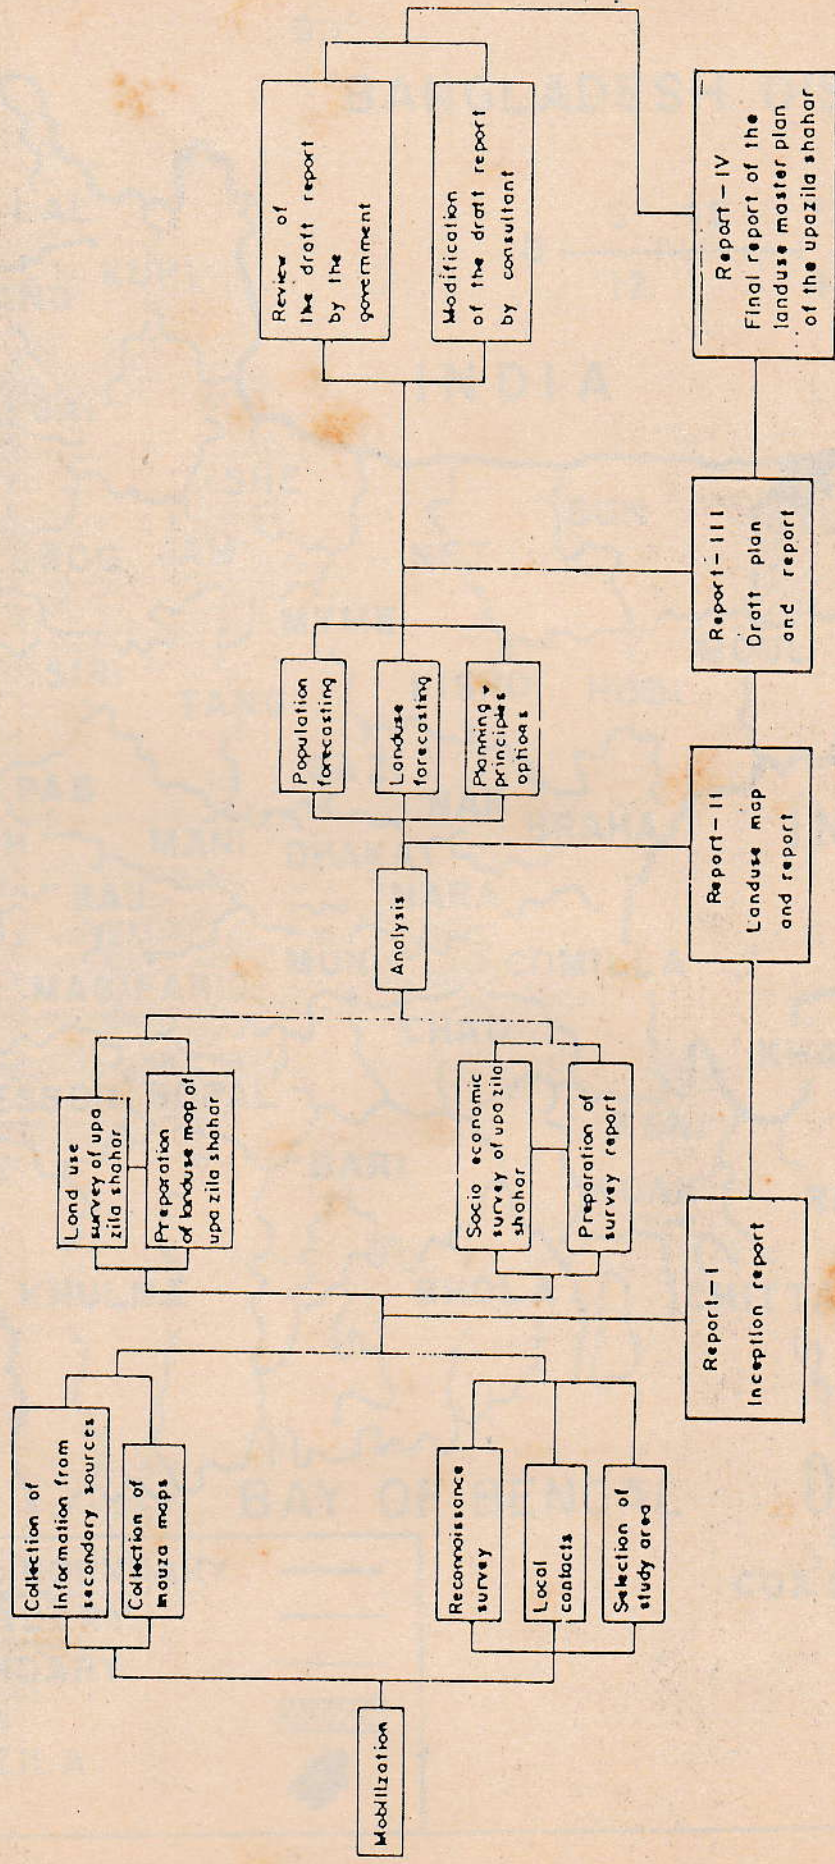 Mobilization
Collection of
Information from
secondary sources
Collection of
mouza maps
Reconnaissance
survey
Local
contacts
Selection of
study area
Report-I
Inception report
Land use
survey of upa
zila shahar
Preparation
of landuse map of
upa zila shahar
Socio economic
survey of upa zila
shahar
Preparation of
survey report
Analysis
Report-II
Landuse map
and report
Population
forecasting
Landuse
forecasting
Planning
principles
options
Report-III
Draft plan
and report
Review of
the draft report
by the
government
Modification
of the draft report
by consultant
Report-IV
Final report of the
landuse master plan
of the upazila shahar
INDIA
BAY OF BENGAL